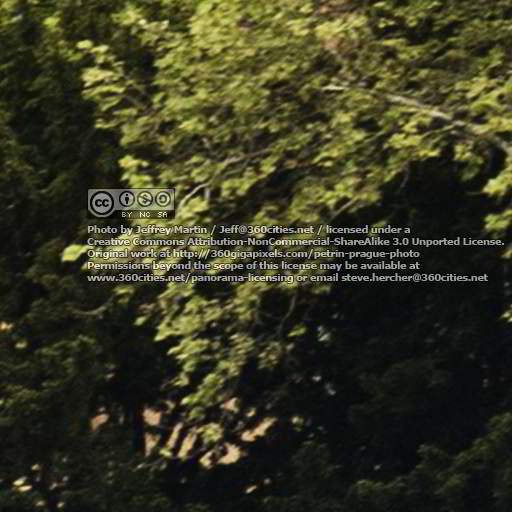 cc
BY NC SA
Photo by Jeffrey Martin / Jeff@360cities.net / licensed under a
Creative Commons Attribution-NonCommercial-ShareAlike 3.0 Unported License.
Original work at http://360gigapixels.com/petrin-prague-photo
Permissions beyond the scope of this license may be available at
www.360cities.net/panorama-licensing or email steve.hercher@360cities.net